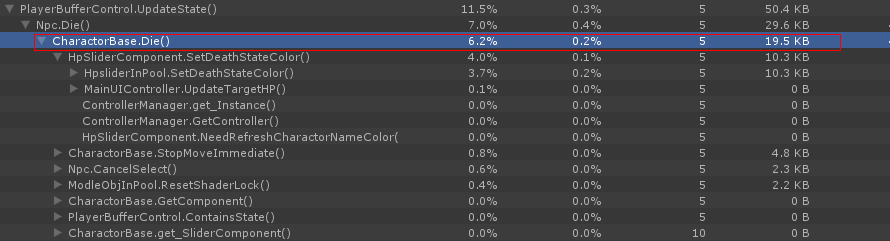 ▼ PlayerBufferControl.UpdateState() 11.5% 0.3% 5 50.4 KB
▼ Npc.Die() 7.0% 0.4% 5 29.6 KB
▼ CharactorBase.Die() 6.2% 0.2% 5 19.5 KB
▼ HpSliderComponent.SetDeathStateColor() 4.0% 0.1% 5 10.3 KB
▶ HpsliderInPool.SetDeathStateColor() 3.7% 0.2% 5 10.3 KB
▶ MainUIController.UpdateTargetHP() 0.1% 0.0% 5 0 B
ControllerManager.get_Instance() 0.0% 0.0% 5 0 B
ControllerManager.GetController() 0.0% 0.0% 5 0 B
HpSliderComponent.NeedRefreshCharactorNameColor( 0.0% 0.0% 5 0 B
▶ CharactorBase.StopMoveImmediate() 0.8% 0.0% 5 4.8 KB
▶ Npc.CancelSelect() 0.6% 0.0% 5 2.3 KB
▶ ModleObjInPool.ResetShaderLock() 0.4% 0.0% 5 2.2 KB
▶ CharactorBase.GetComponent() 0.0% 0.0% 5 0 B
▶ PlayerBufferControl.ContainsState() 0.0% 0.0% 5 0 B
▶ CharactorBase.get_SliderComponent() 0.0% 0.0% 10 0 B